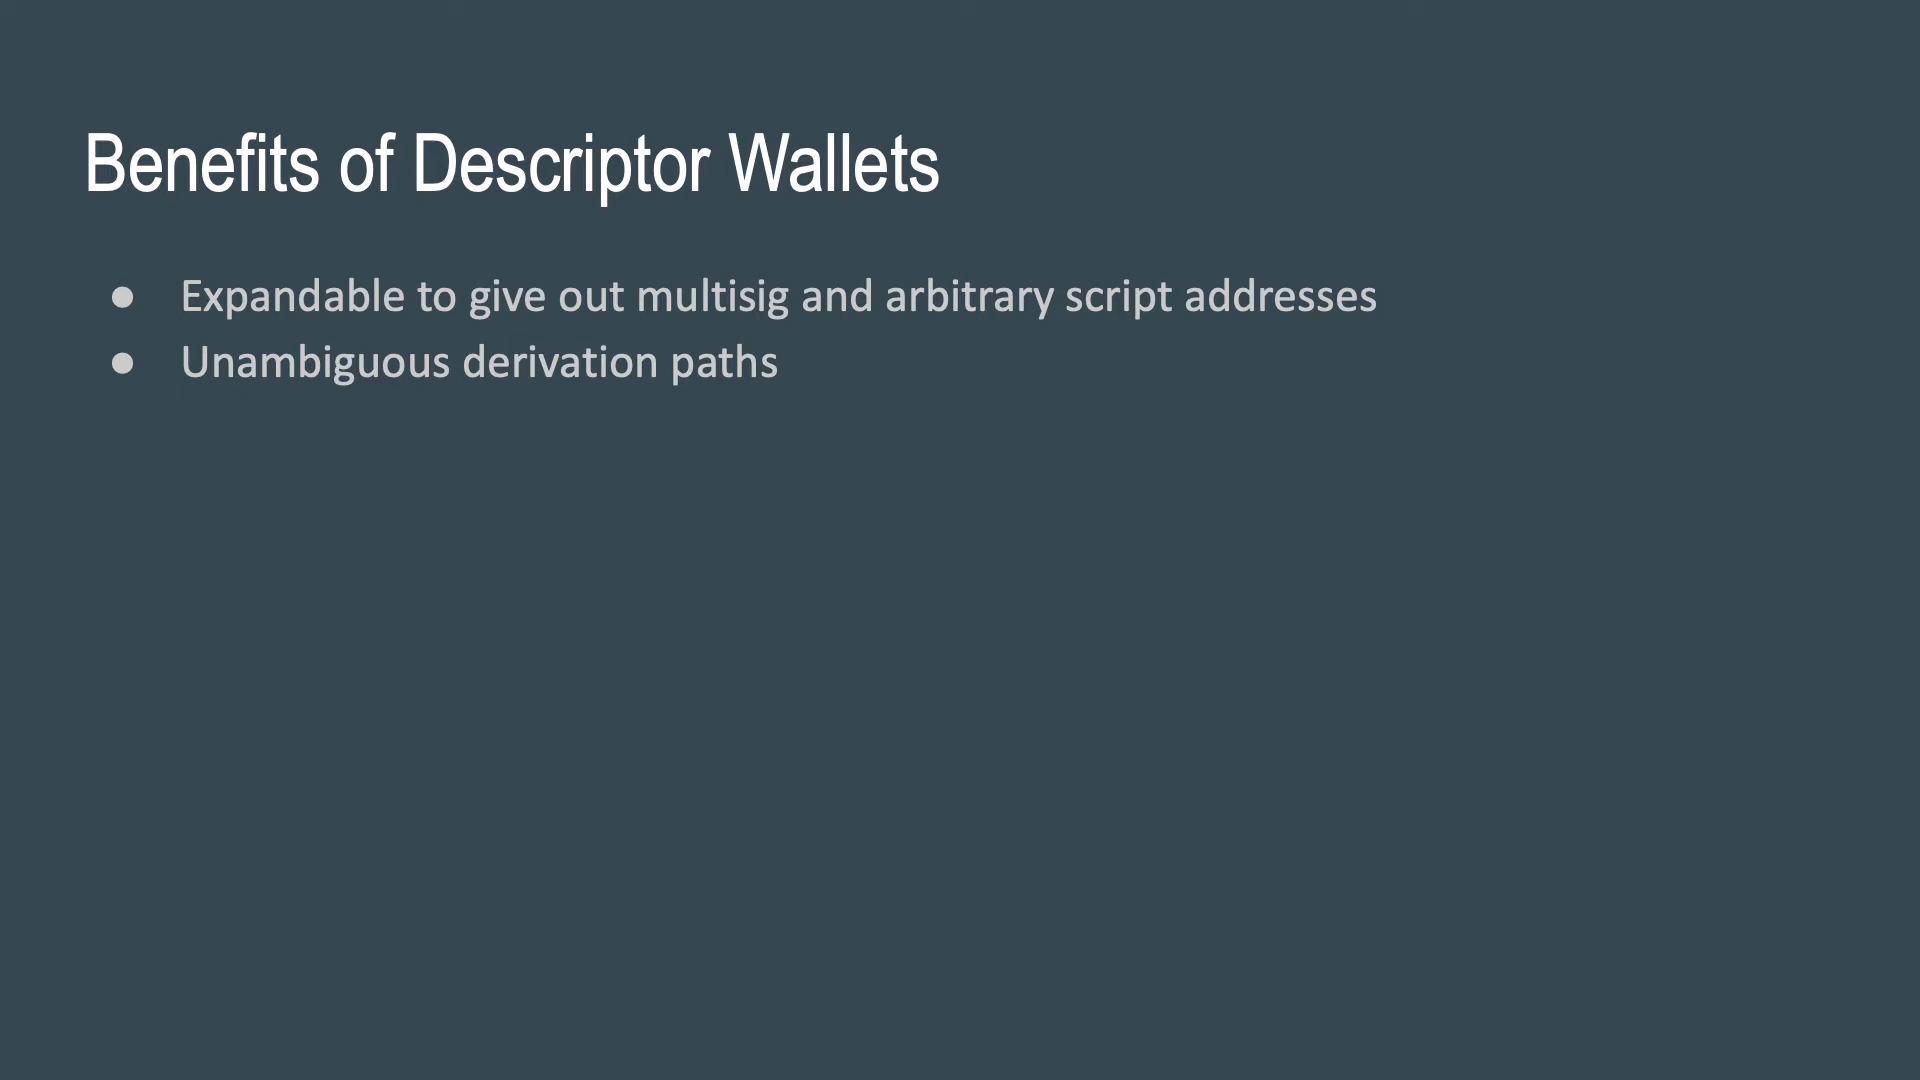 Benefits of Descriptor Wallets
● Expandable to give out multisig and arbitrary script addresses
● Unambiguous derivation paths